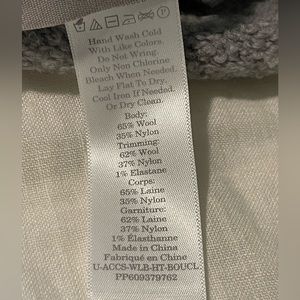 Hand Wash Cold
With Like Colors.
Do Not Wring.
Only Non Chlorine
Bleach When Needed.
Lay Flat To Dry.
Cool Iron If Needed.
Or Dry Clean.
Body:
65% Wool
35% Nylon
Trimming:
62% Wool
37% Nylon
1% Elastane
Corps:
65% Laine
35% Nylon
Garniture:
62% Laine
37% Nylon
1% Élasthanne
Made in China
Fabriqué en Chine
U-ACCS-WLB-HT-BOUCL
PP609379762